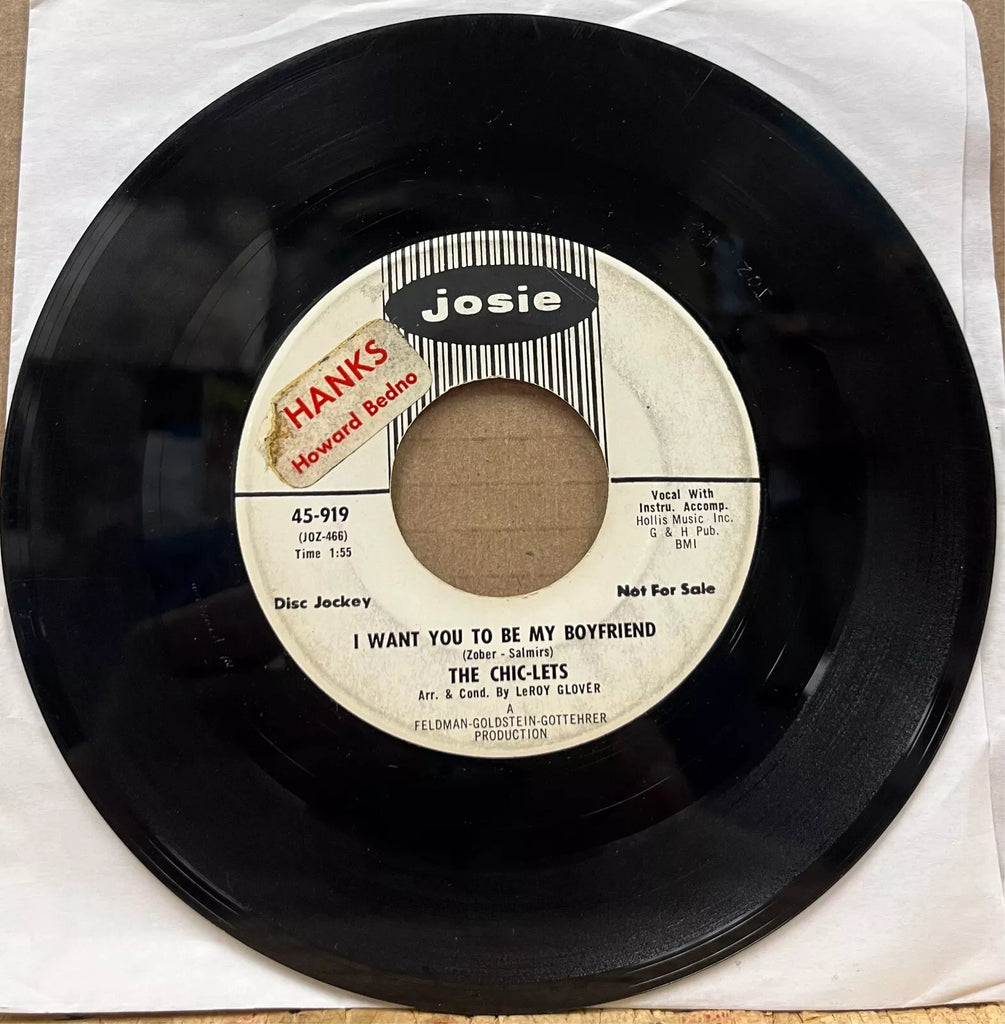 josie
HANKS
Howard Bedno
45-919
(JOZ-466)
Time 1:55
Vocal With
Instru. Accomp.
Hollis Music Inc.
G & H Pub.
BMI
Disc Jockey
Not For Sale
I WANT YOU TO BE MY BOYFRIEND
(Zober - Salmirs)
THE CHIC-LETS
Arr. & Cond. By LeROY GLOVER
A
FELDMAN-GOLDSTEIN-GOTTEHRER
PRODUCTION